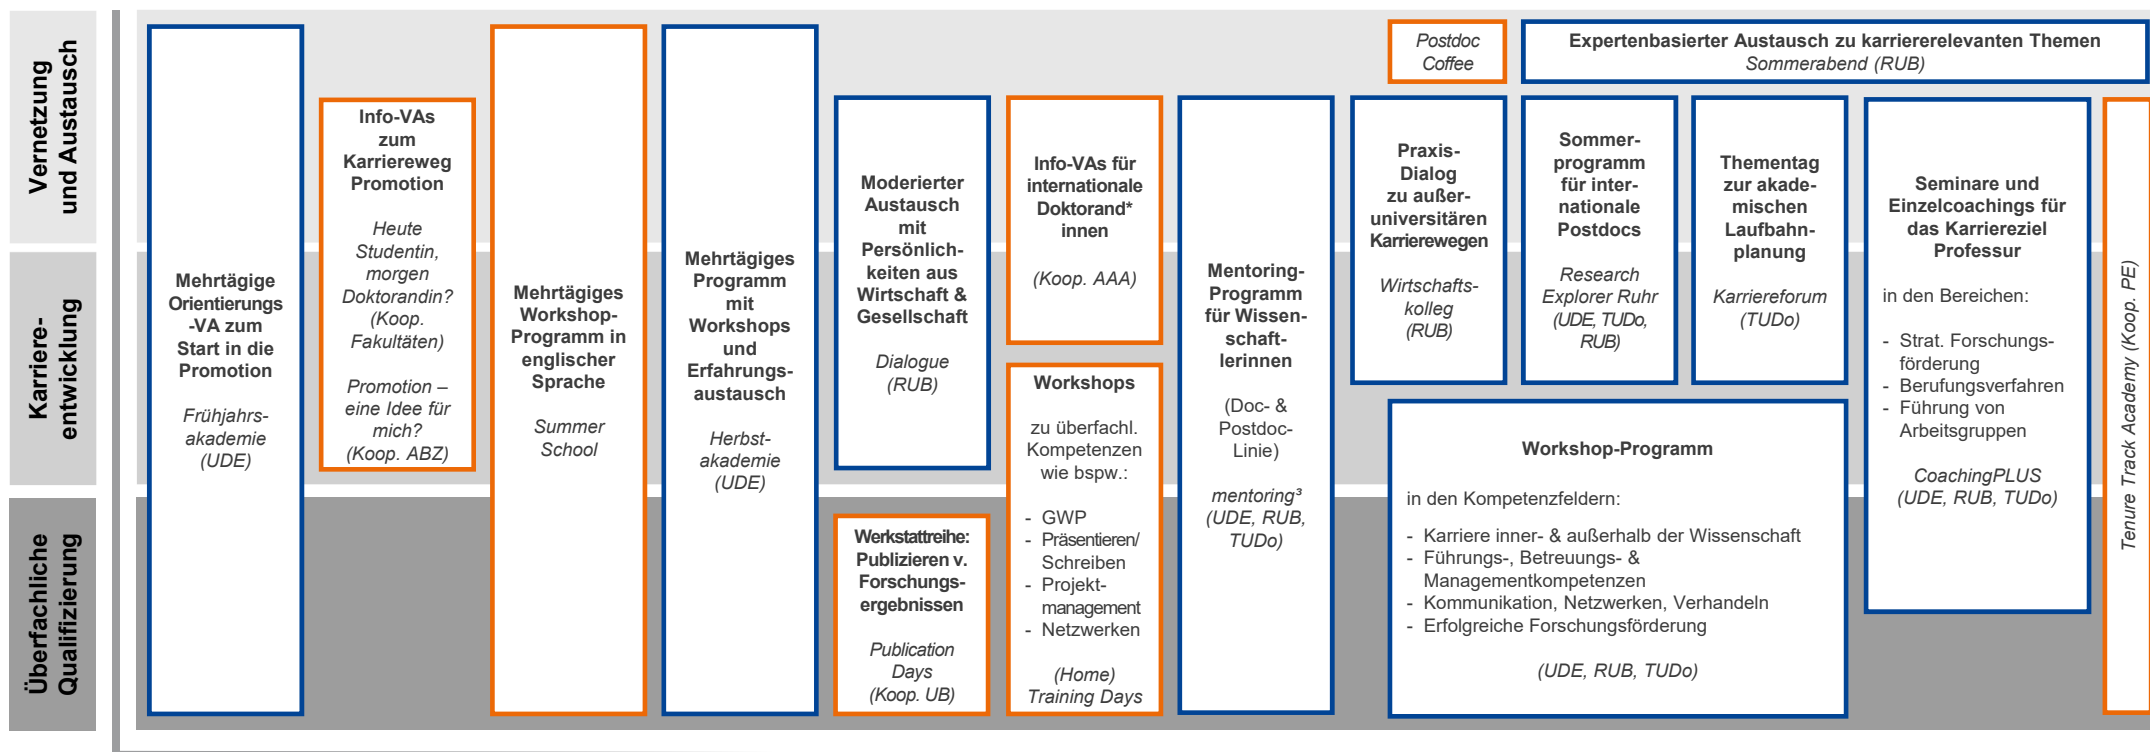 Vernetzung
und Austausch
Karriere-
entwicklung
Überfachliche
Qualifizierung
Mehrtägige
Orientierungs
-VA zum
Start in die
Promotion
Frühjahrs-
akademie
(UDE)
Info-VAs
zum
Karriereweg
Promotion
Heute
Studentin,
morgen
Doktorandin?
(Koop.
Fakultäten)
Promotion –
eine Idee für
mich?
(Koop. ABZ)
Mehrtägiges
Workshop-
Programm in
englischer
Sprache
Summer
School
Mehrtägiges
Programm
mit
Workshops
und
Erfahrungs-
austausch
Herbst-
akademie
(UDE)
Moderierter
Austausch
mit
Persönlich-
keiten aus
Wirtschaft &
Gesellschaft
Dialogue
(RUB)
Werkstattreihe:
Publizieren v.
Forschungs-
ergebnissen
Publication
Days
(Koop. UB)
Info-VAs für
internationale
Doktorand*
innen
(Koop. AAA)
Workshops
zu überfachl.
Kompetenzen
wie bspw.:
- GWP
- Präsentieren/
Schreiben
- Projekt-
management
- Netzwerken
(Home)
Training Days
Mentoring-
Programm
für Wissen-
schaft-
lerinnen
(Doc- &
Postdoc-
Linie)
mentoring³
(UDE, RUB,
TUDo)
Postdoc
Coffee
Expertenbasierter Austausch zu karriererelevanten Themen
Sommerabend (RUB)
Praxis-
Dialog
zu außer-
universitären
Karrierewegen
Wirtschafts-
kolleg
(RUB)
Sommer-
programm
für inter-
nationale
Postdocs
Research
Explorer Ruhr
(UDE, TUDo,
RUB)
Thementag
zur akade-
mischen
Laufbahn-
planung
Karriereforum
(TUDo)
Workshop-Programm
in den Kompetenzfeldern:
- Karriere inner- & außerhalb der Wissenschaft
- Führungs-, Betreuungs- &
Managementkompetenzen
- Kommunikation, Netzwerken, Verhandeln
- Erfolgreiche Forschungsförderung
(UDE, RUB, TUDo)
Seminare und
Einzelcoachings für
das Karriereziel
Professur
in den Bereichen:
- Strat. Forschungs-
förderung
- Berufungsverfahren
- Führung von
Arbeitsgruppen
CoachingPLUS
(UDE, RUB, TUDo)
Tenure Track Academy (Koop. PE)